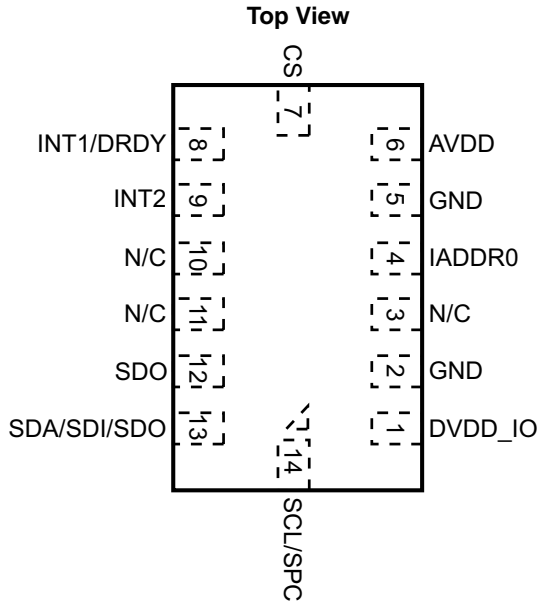 Top View
CS
7
INT1/DRDY 8 6 AVDD
INT2 9 5 GND
N/C 10 4 IADDR0
N/C 11 3 N/C
SDO 12 2 GND
SDA/SDI/SDO 13 1 DVDD_IO
14
SCL/SPC